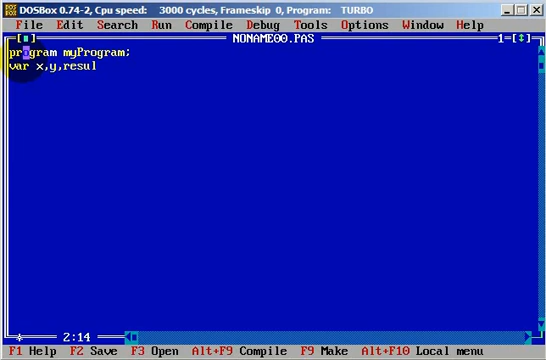 DOSBox 0.74-2, Cpu speed: 3000 cycles, Frameskip 0, Program: TURBO
File Edit Search Run Compile Debug Tools Options Window Help
NONAME00.PAS 1
program myProgram;
var x,y,resul
2:14
F1 Help F2 Save F3 Open Alt+F9 Compile F9 Make Alt+F10 Local menu